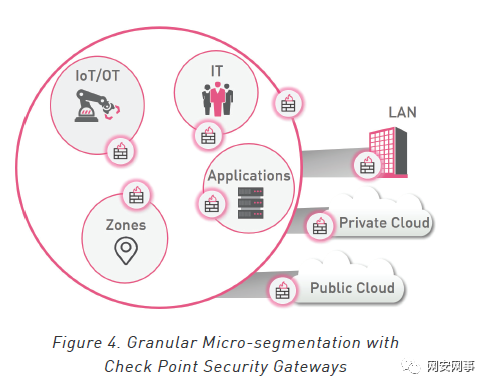 IoT/OT
IT
LAN
Applications
Zones
Private Cloud
Public Cloud
Figure 4. Granular Micro-segmentation with
Check Point Security Gateways
网安网事